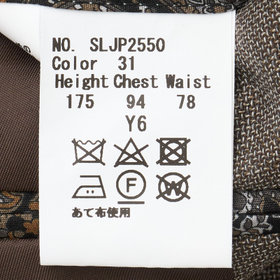 NO. SLJP2550
Color 31
Height Chest Waist
175 94 78
Y6
F W
あて布使用